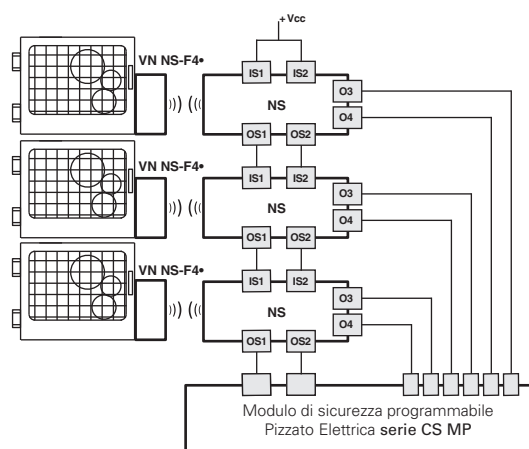 + Vcc
VN NS-F4•
IS1 IS2
O3
NS
O4
OS1 OS2
VN NS-F4•
IS1 IS2
O3
NS
O4
OS1 OS2
VN NS-F4•
IS1 IS2
O3
NS
O4
OS1 OS2
Modulo di sicurezza programmabile
Pizzato Elettrica serie CS MP